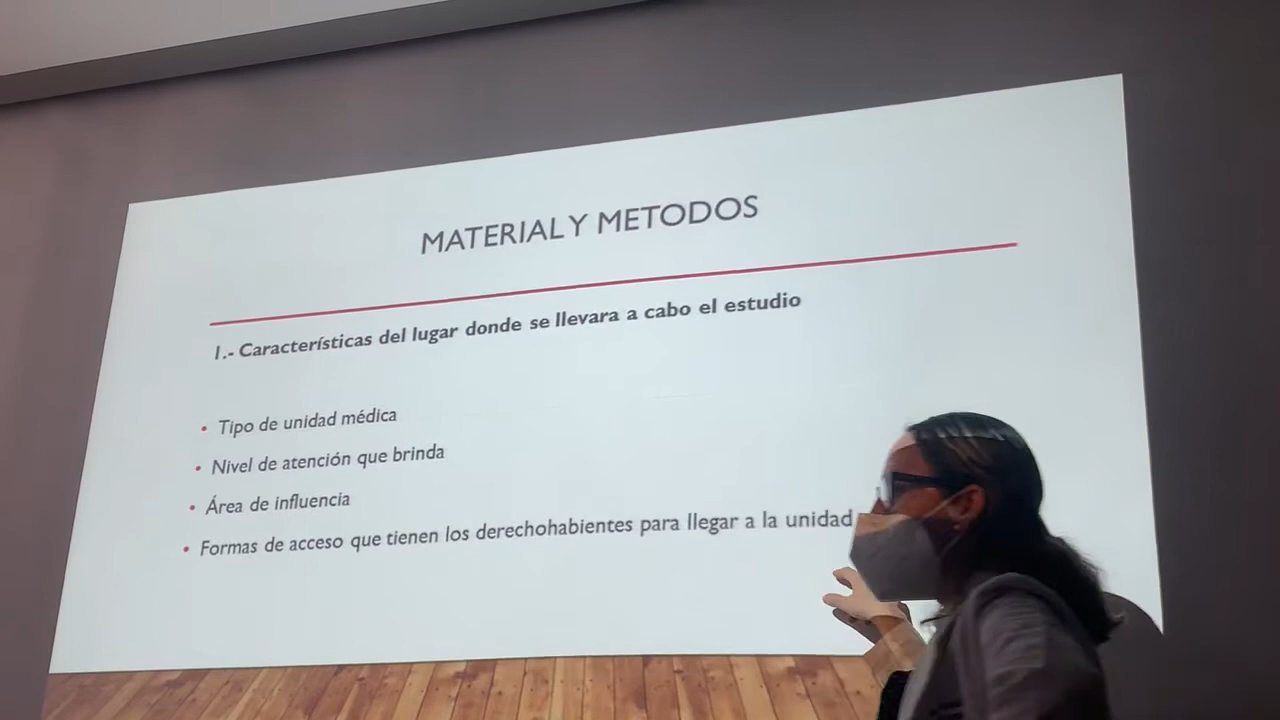 MATERIAL Y METODOS
1.- Características del lugar donde se llevara a cabo el estudio
• Tipo de unidad médica
• Nivel de atención que brinda
• Área de influencia
• Formas de acceso que tienen los derechohabientes para llegar a la unidad